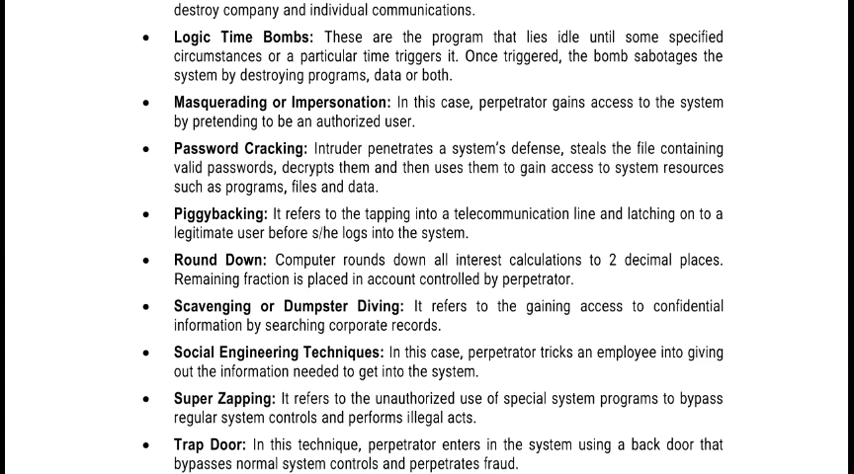 destroy company and individual communications.
• Logic Time Bombs: These are the program that lies idle until some specified
circumstances or a particular time triggers it. Once triggered, the bomb sabotages the
system by destroying programs, data or both.
• Masquerading or Impersonation: In this case, perpetrator gains access to the system
by pretending to be an authorized user.
• Password Cracking: Intruder penetrates a system's defense, steals the file containing
valid passwords, decrypts them and then uses them to gain access to system resources
such as programs, files and data.
• Piggybacking: It refers to the tapping into a telecommunication line and latching on to a
legitimate user before s/he logs into the system.
• Round Down: Computer rounds down all interest calculations to 2 decimal places.
Remaining fraction is placed in account controlled by perpetrator.
• Scavenging or Dumpster Diving: It refers to the gaining access to confidential
information by searching corporate records.
• Social Engineering Techniques: In this case, perpetrator tricks an employee into giving
out the information needed to get into the system.
• Super Zapping: It refers to the unauthorized use of special system programs to bypass
regular system controls and performs illegal acts.
• Trap Door: In this technique, perpetrator enters in the system using a back door that
bypasses normal system controls and perpetrates fraud.